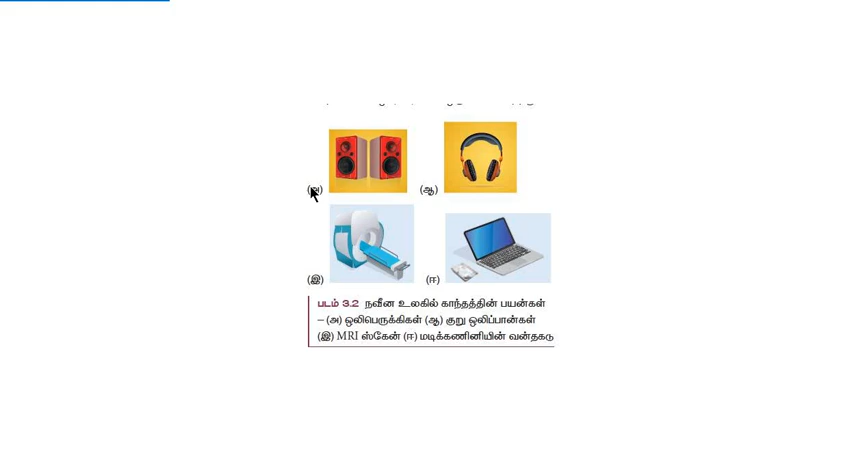 (அ)
(ஆ)
(இ)
(ஈ)
படம் 3.2 நவீன உலகில் காந்தத்தின் பயன்கள்
– (அ) ஒலிபெருக்கிகள் (ஆ) குறு ஒலிப்பான்கள்
(இ) MRI ஸ்கேன் (ஈ) மடிக்கணினியின் வன்தகடு